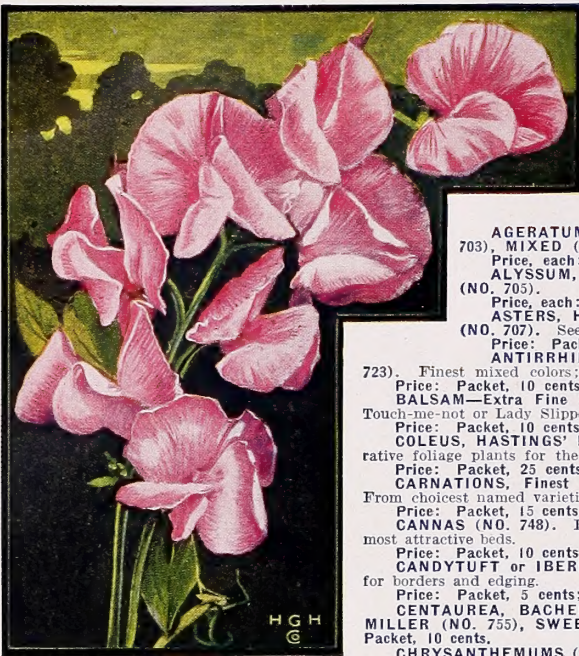 AGERATUM
703), MIXED (
Price, each:
ALYSSUM,
(NO. 705).
Price, each:
ASTERS, H
(NO. 707). See
Price: Pac
ANTIRRHI
723). Finest mixed colors;
Price: Packet, 10 cents
BALSAM—Extra Fine
Touch-me-not or Lady Slipp
Price: Packet, 10 cents
COLEUS, HASTINGS'
rative foliage plants for the
Price: Packet, 25 cents
CARNATIONS, Finest
From choicest named varieti
Price: Packet, 15 cents
CANNAS (NO. 748).
most attractive beds.
Price: Packet, 10 cents
CANDYTUFT or IBER
for borders and edging.
Price: Packet, 5 cents;
CENTAUREA, BACHE
MILLER (NO. 755), SWEE
Packet, 10 cents.
CHRYSANTHEMUMS (
H G H
Co